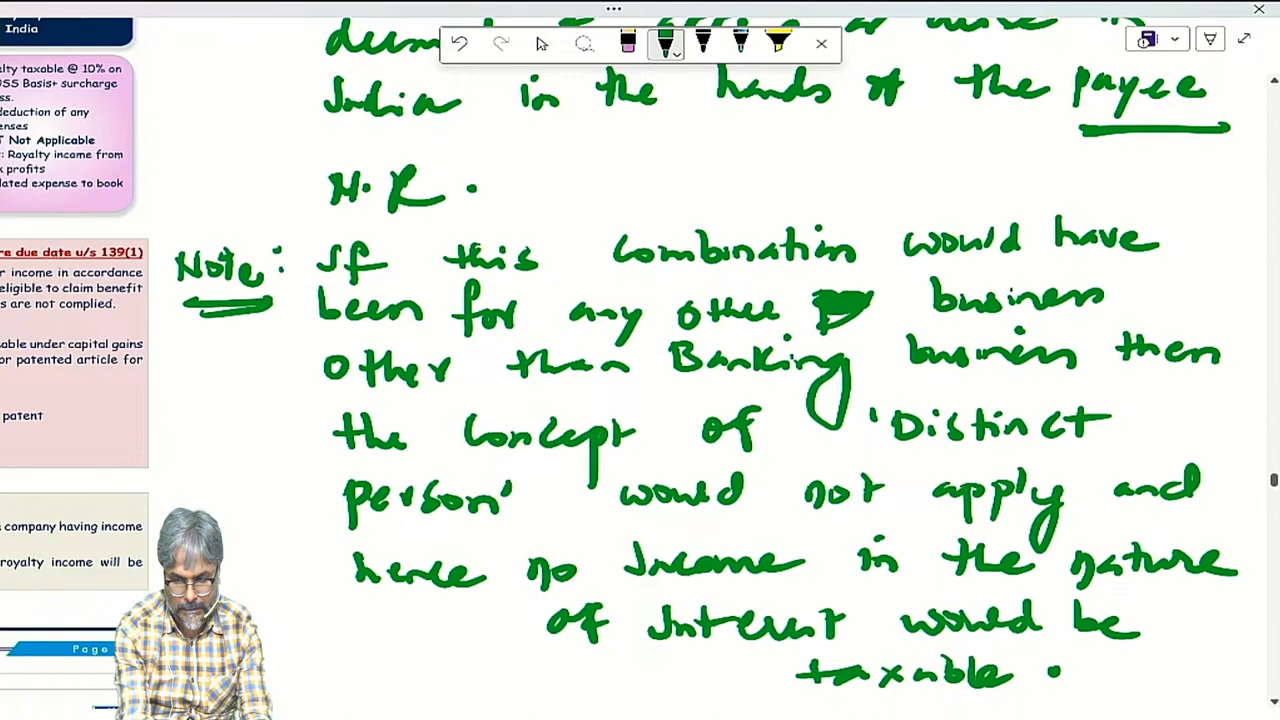 India
alty taxable @ 10% on
OSS Basis+ surcharge
ss.
deduction of any
enses
T Not Applicable
: Royalty income from
k profits
lated expense to book
re due date u/s 139(1)
r income in accordance
eligible to claim benefit
s are not complied.
able under capital gains
or patented article for
patent
company having income
royalty income will be
Page
India in the hands of the payee
N.R.
Note: If this combination would have
been for any other business
other than Banking business then
the concept of 'Distinct
person' would not apply and
hence no Income in the nature
of Interest would be
taxable.